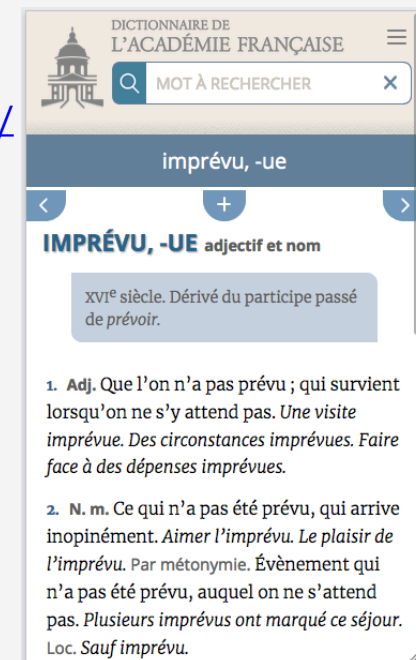 DICTIONNAIRE DE
L'ACADÉMIE FRANÇAISE
MOT À RECHERCHER
/
imprévu, -ue
IMPRÉVU, -UE adjectif et nom
XVIe siècle. Dérivé du participe passé
de prévoir.
1. Adj. Que l'on n'a pas prévu ; qui survient
lorsqu'on ne s'y attend pas. Une visite
imprévue. Des circonstances imprévues. Faire
face à des dépenses imprévues.
2. N. m. Ce qui n'a pas été prévu, qui arrive
inopinément. Aimer l'imprévu. Le plaisir de
l'imprévu. Par métonymie. Évènement qui
n'a pas été prévu, auquel on ne s'attend
pas. Plusieurs imprévus ont marqué ce séjour.
Loc. Sauf imprévu.